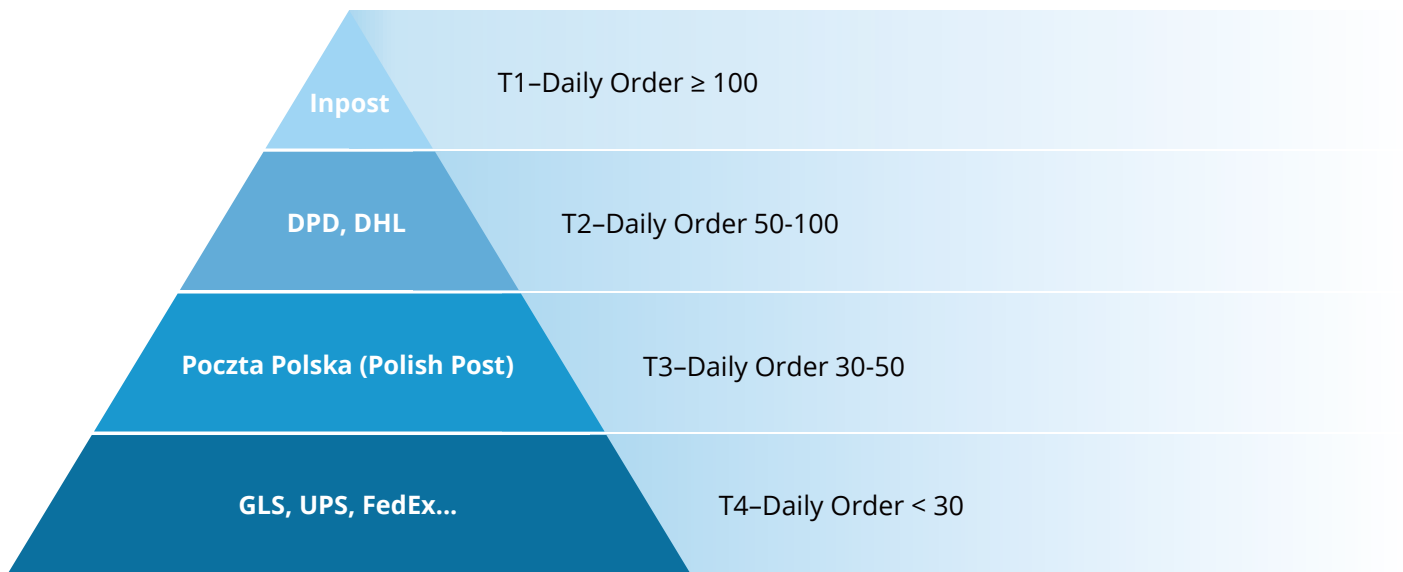 Inpost
T1–Daily Order ≥ 100
DPD, DHL
T2–Daily Order 50-100
Poczta Polska (Polish Post)
T3–Daily Order 30-50
GLS, UPS, FedEx...
T4–Daily Order < 30